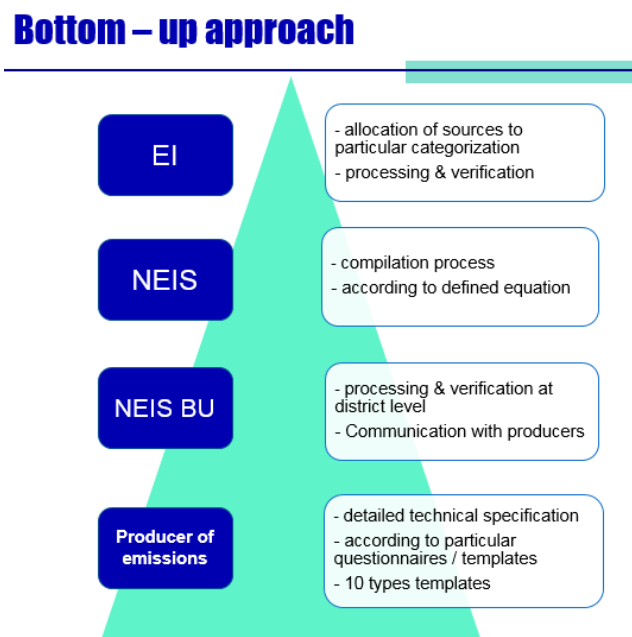 Bottom – up approach
EI
- allocation of sources to
particular categorization
- processing & verification
NEIS
- compilation process
- according to defined equation
NEIS BU
- processing & verification at
district level
- Communication with producers
Producer of
emissions
- detailed technical specification
- according to particular
questionnaires / templates
- 10 types templates